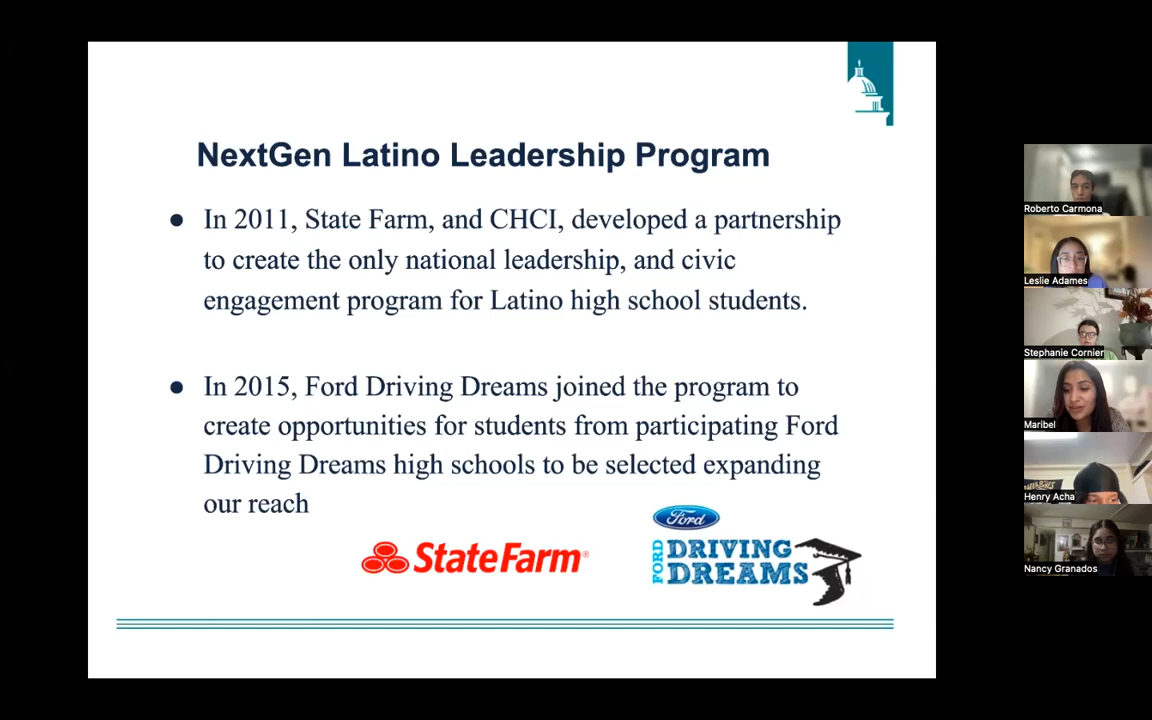 NextGen Latino Leadership Program
● In 2011, State Farm, and CHCI, developed a partnership
to create the only national leadership, and civic
engagement program for Latino high school students.
● In 2015, Ford Driving Dreams joined the program to
create opportunities for students from participating Ford
Driving Dreams high schools to be selected expanding
our reach
StateFarm®
Ford
FORD
DRIVING
DREAMS
Roberto Carmona
Leslie Adames
Stephanie Cornier
Maribel
Henry Acha
Nancy Granados